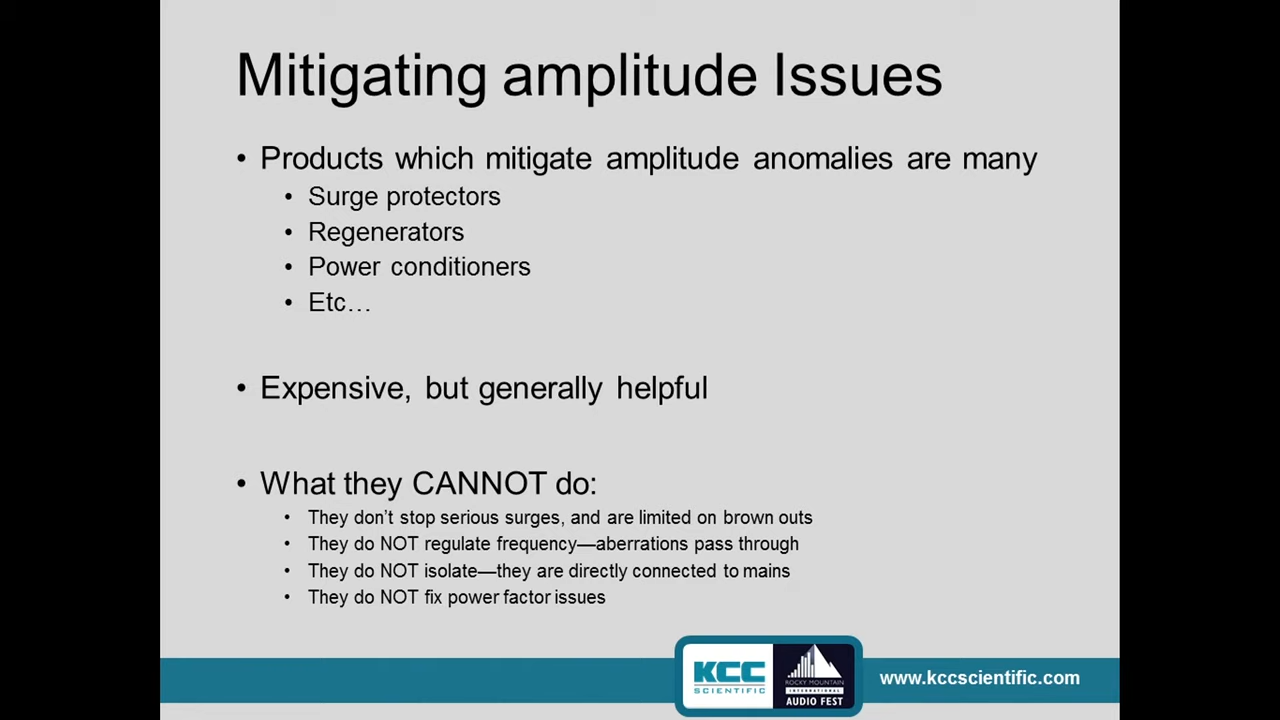 Mitigating amplitude Issues
• Products which mitigate amplitude anomalies are many
• Surge protectors
• Regenerators
• Power conditioners
• Etc…
• Expensive, but generally helpful
• What they CANNOT do:
• They don't stop serious surges, and are limited on brown outs
• They do NOT regulate frequency—aberrations pass through
• They do NOT isolate—they are directly connected to mains
• They do NOT fix power factor issues
KCC
SCIENTIFIC
ROCKY MOUNTAIN
INTERNATIONAL
AUDIO FEST
www.kccscientific.com